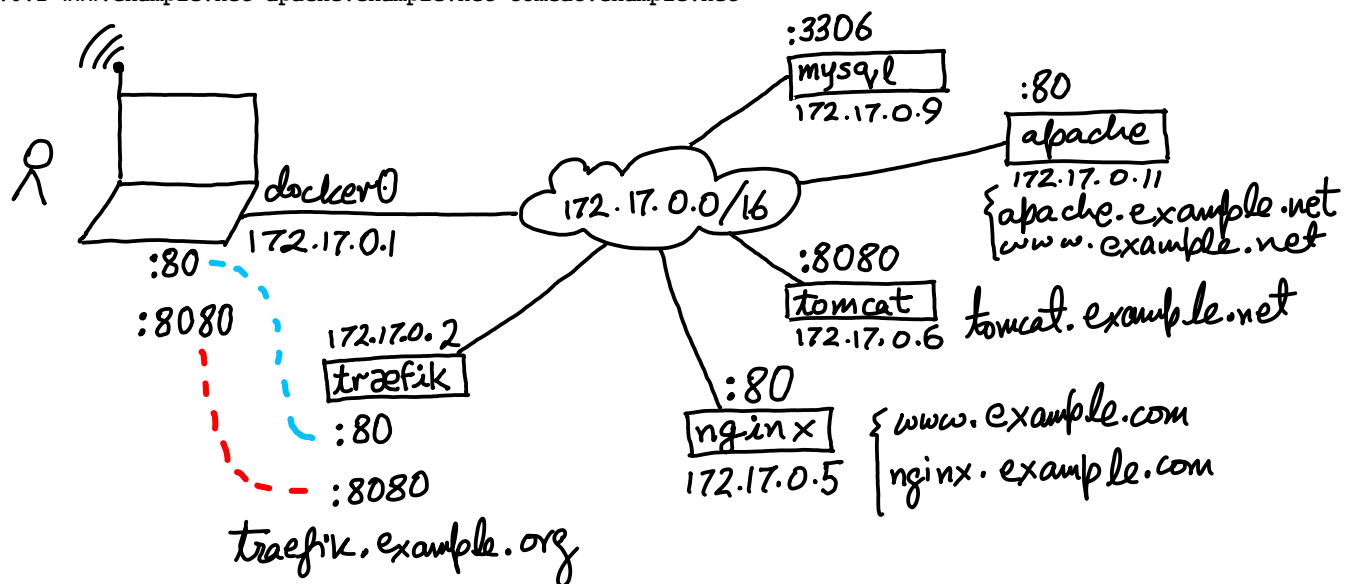 :3306
mysql
172.17.0.9
:80
apache
172.17.0.11
apache.example.net
www.example.net
docker0
172.17.0.1
172.17.0.0/16
:80
:8080
:8080
tomcat
172.17.0.6
tomcat.example.net
172.17.0.2
traefik
:80
:8080
traefik.example.org
:80
nginx
172.17.0.5
www.example.com
nginx.example.com